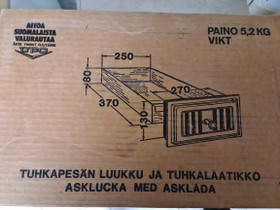 AITOA
SUOMALAISTA
VALURAUTAA
PAINO 5,2 KG
VIKT
250
180
270
370
130
TUHKAPESÄN LUUKKU JA TUHKALAATIKKO
ASKLUCKA MED ASKLÅDA